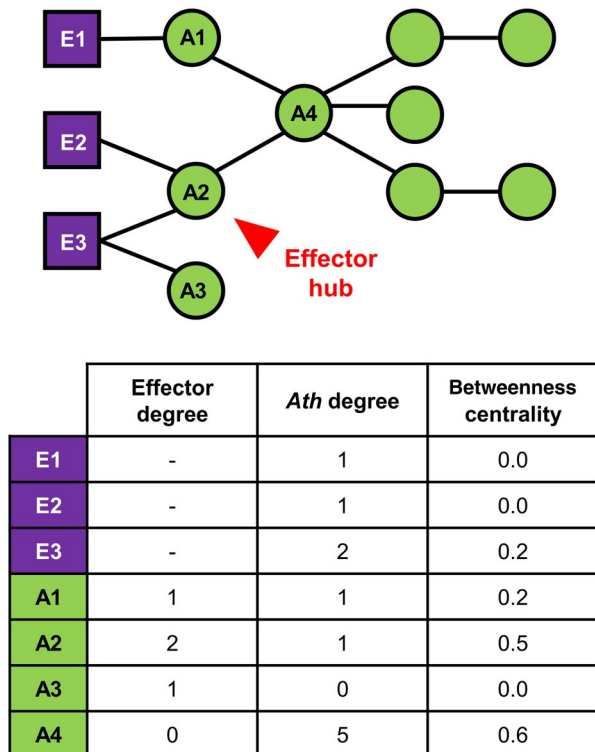 E1
A1
A4
E2
A2
E3
A3
Effector
hub
Effector
degree
Ath degree
Betweenness
centrality
E1 - 1 0.0
E2 - 1 0.0
E3 - 2 0.2
A1 1 1 0.2
A2 2 1 0.5
A3 1 0 0.0
A4 0 5 0.6